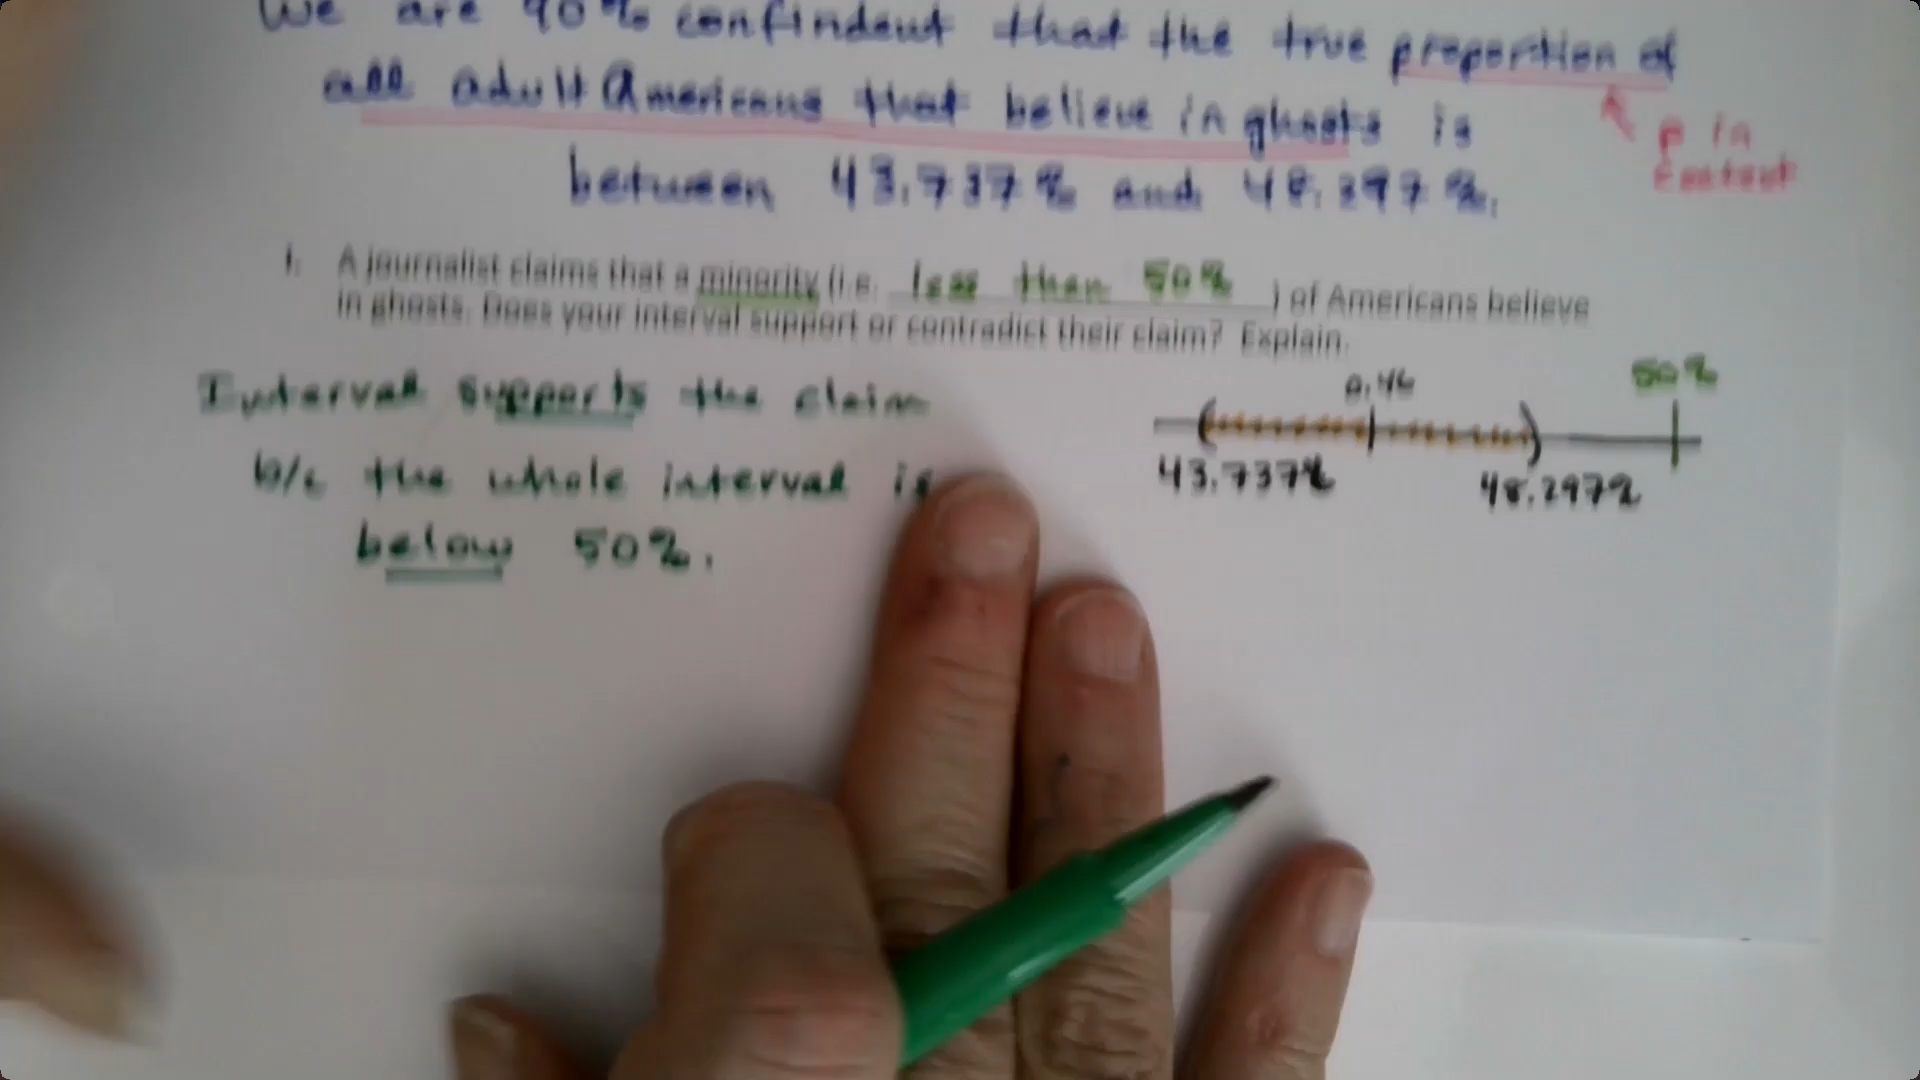 We are 90% confindent that the true proportion of
all adult Americans that believe in ghosts is
p in
context
between 43.737% and 48.297%.
i. A journalist claims that a minority (i.e. less than 50% ) of Americans believe
in ghosts. Does your interval support or contradict their claim? Explain.
Interval supports the claim
b/c the whole interval is
below 50%.
0.46
50%
43.737%
48.297%